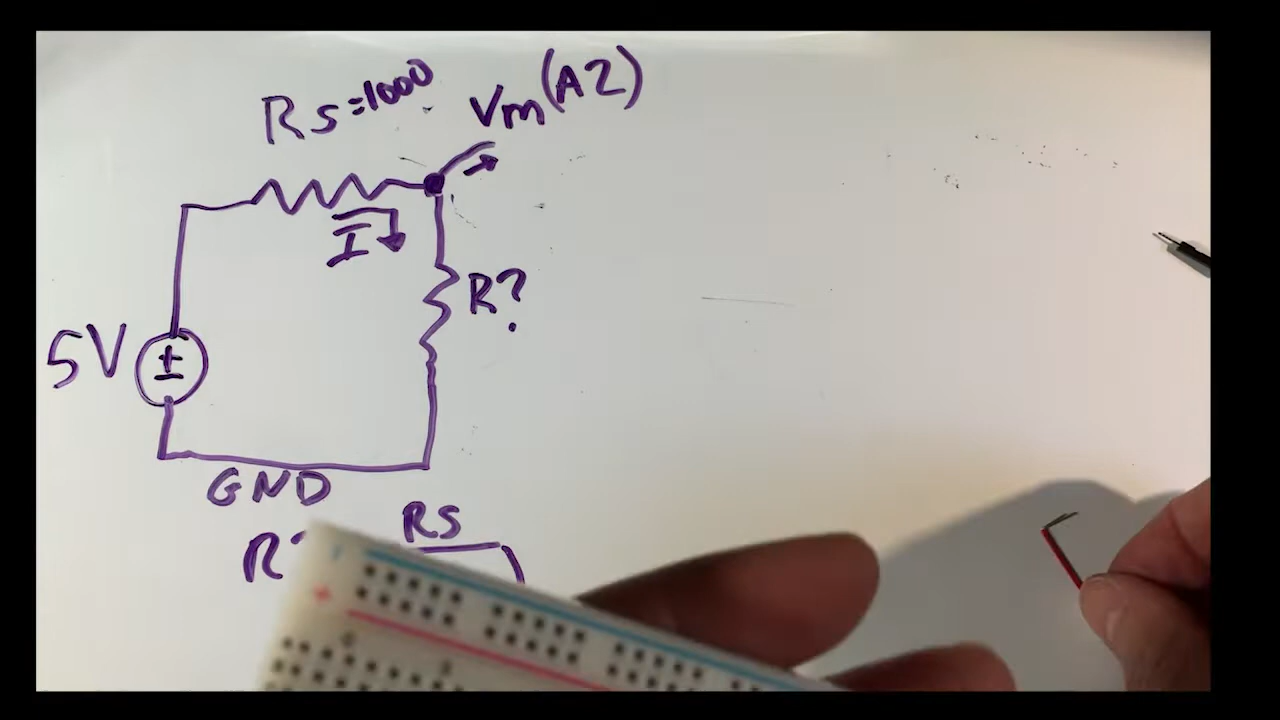 Rs=1000
Vm(A2)
I
R?
5V
±
GND
RS
R?
- +